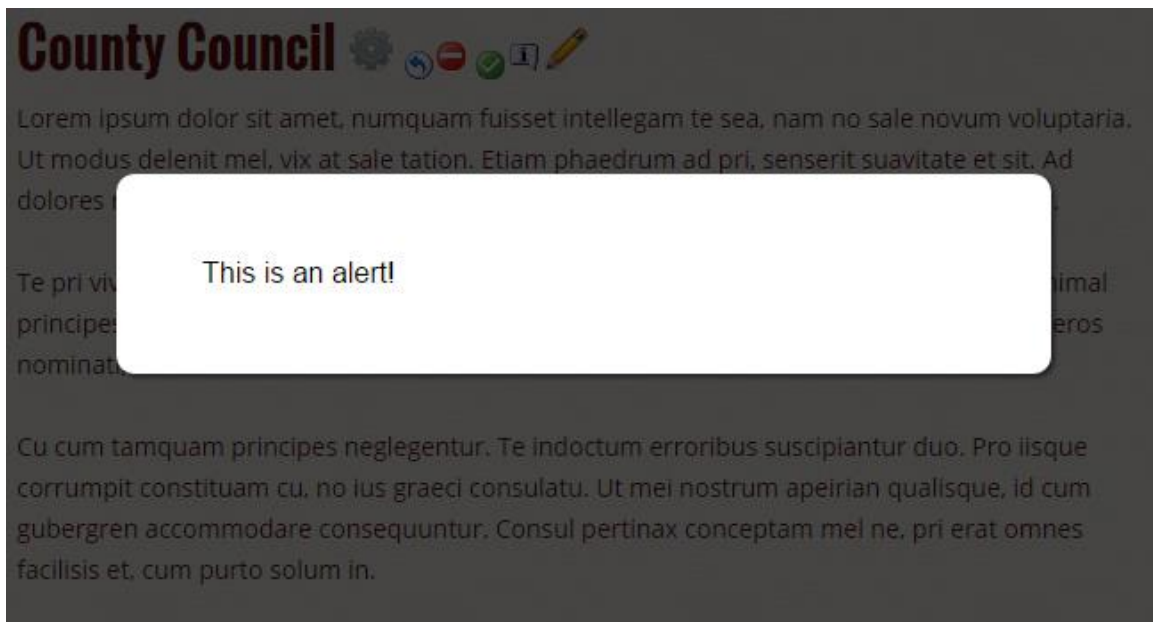 County Council
Lorem ipsum dolor sit amet, numquam fuisset intellegam te sea, nam no sale novum voluptaria.
Ut modus delenit mel, vix at sale tation. Etiam phaedrum ad pri, senserit suavitate et sit. Ad
dolores
This is an alert!
Te pri
imal
principes
eros
nominati
Cu cum tamquam principes neglegentur. Te indoctum erroribus suscipiantur duo. Pro iisque
corrumpit constituam cu, no ius graeci consulatu. Ut mei nostrum apeirian qualisque, id cum
gubergren accommodare consequuntur. Consul pertinax conceptam mel ne, pri erat omnes
facilisis et, cum purto solum in.